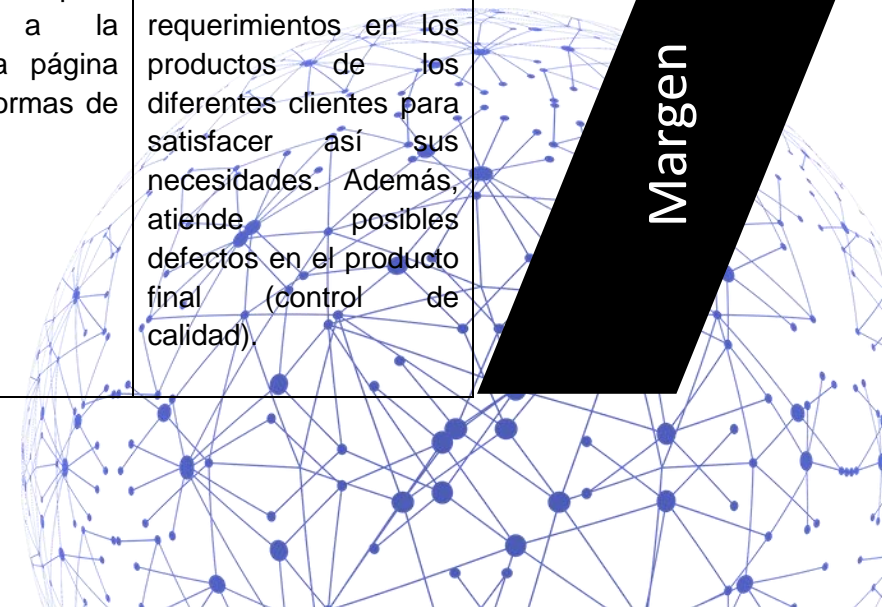 a la
página
de
requerimientos en los
productos de los
diferentes clientes para
satisfacer así sus
necesidades. Además,
atiende posibles
defectos en el producto
final (control de
calidad).
Margen